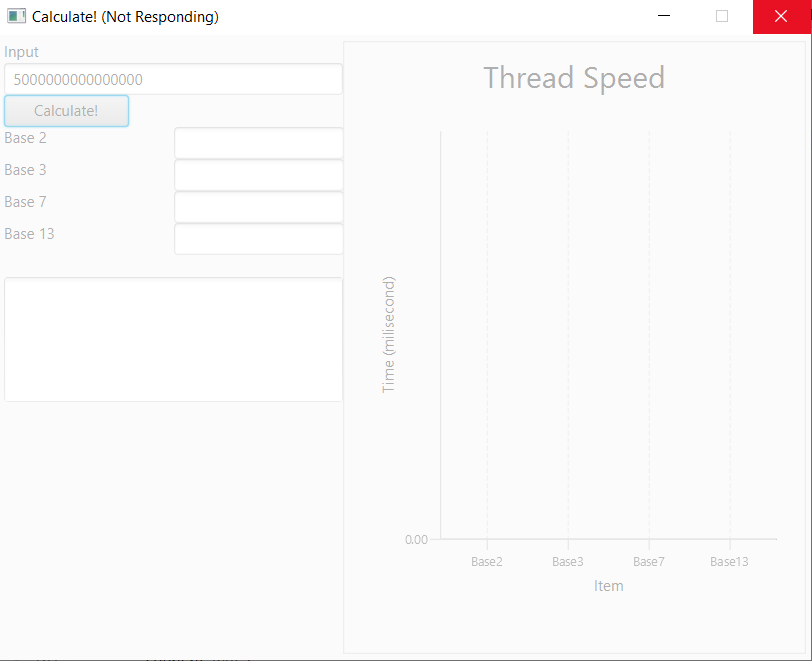 Calculate! (Not Responding)
Input
5000000000000000
Calculate!
Base 2
Base 3
Base 7
Base 13
Thread Speed
Time (milisecond)
0.00
Base2 Base3 Base7 Base13
Item